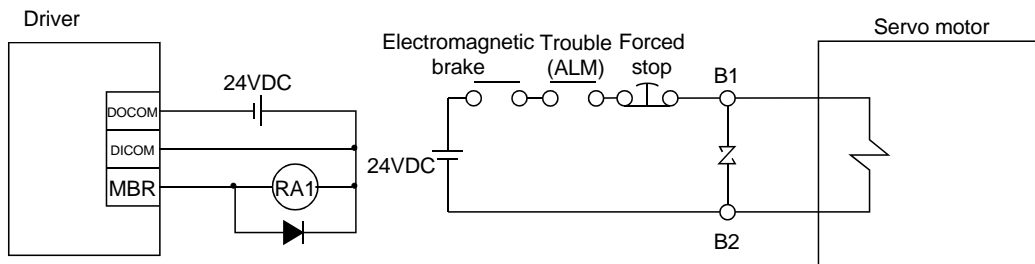 Driver
Servo motor
Electromagnetic
brake
Trouble
(ALM)
Forced
stop
24VDC
B1
DOCOM
DICOM
24VDC
MBR
RA1
B2